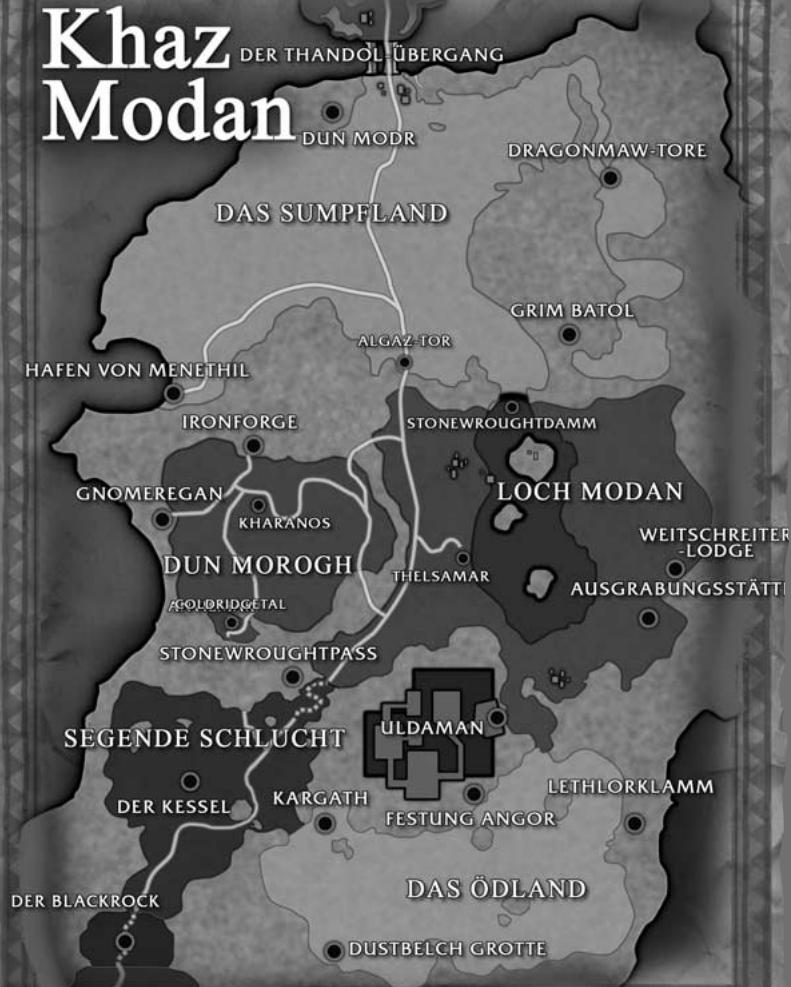 Khaz
Modan
DER THANDOL-ÜBERGANG
DUN MODR
DRAGONMAW-TORE
DAS SUMPFLAND
GRIM BATOL
ALGAZ-TOR
HAFEN VON MENETHIL
IRONFORGE
STONEWROUGHTDAMM
GNOMEREGAN
LOCH MODAN
KHARANOS
WEITSCHREITER
-LODGE
DUN MOROGH
THELSAMAR
AUSGRABUNGSSTÄTT
COLDRIDGETAL
STONEWROUGHTPASS
ULDAMAN
SEGENDE SCHLUCHT
LETHLORKLAMM
KARGATH
DER KESSEL
FESTUNG ANGOR
DAS ÖDLAND
DER BLACKROCK
DUSTBELCH GROTTE